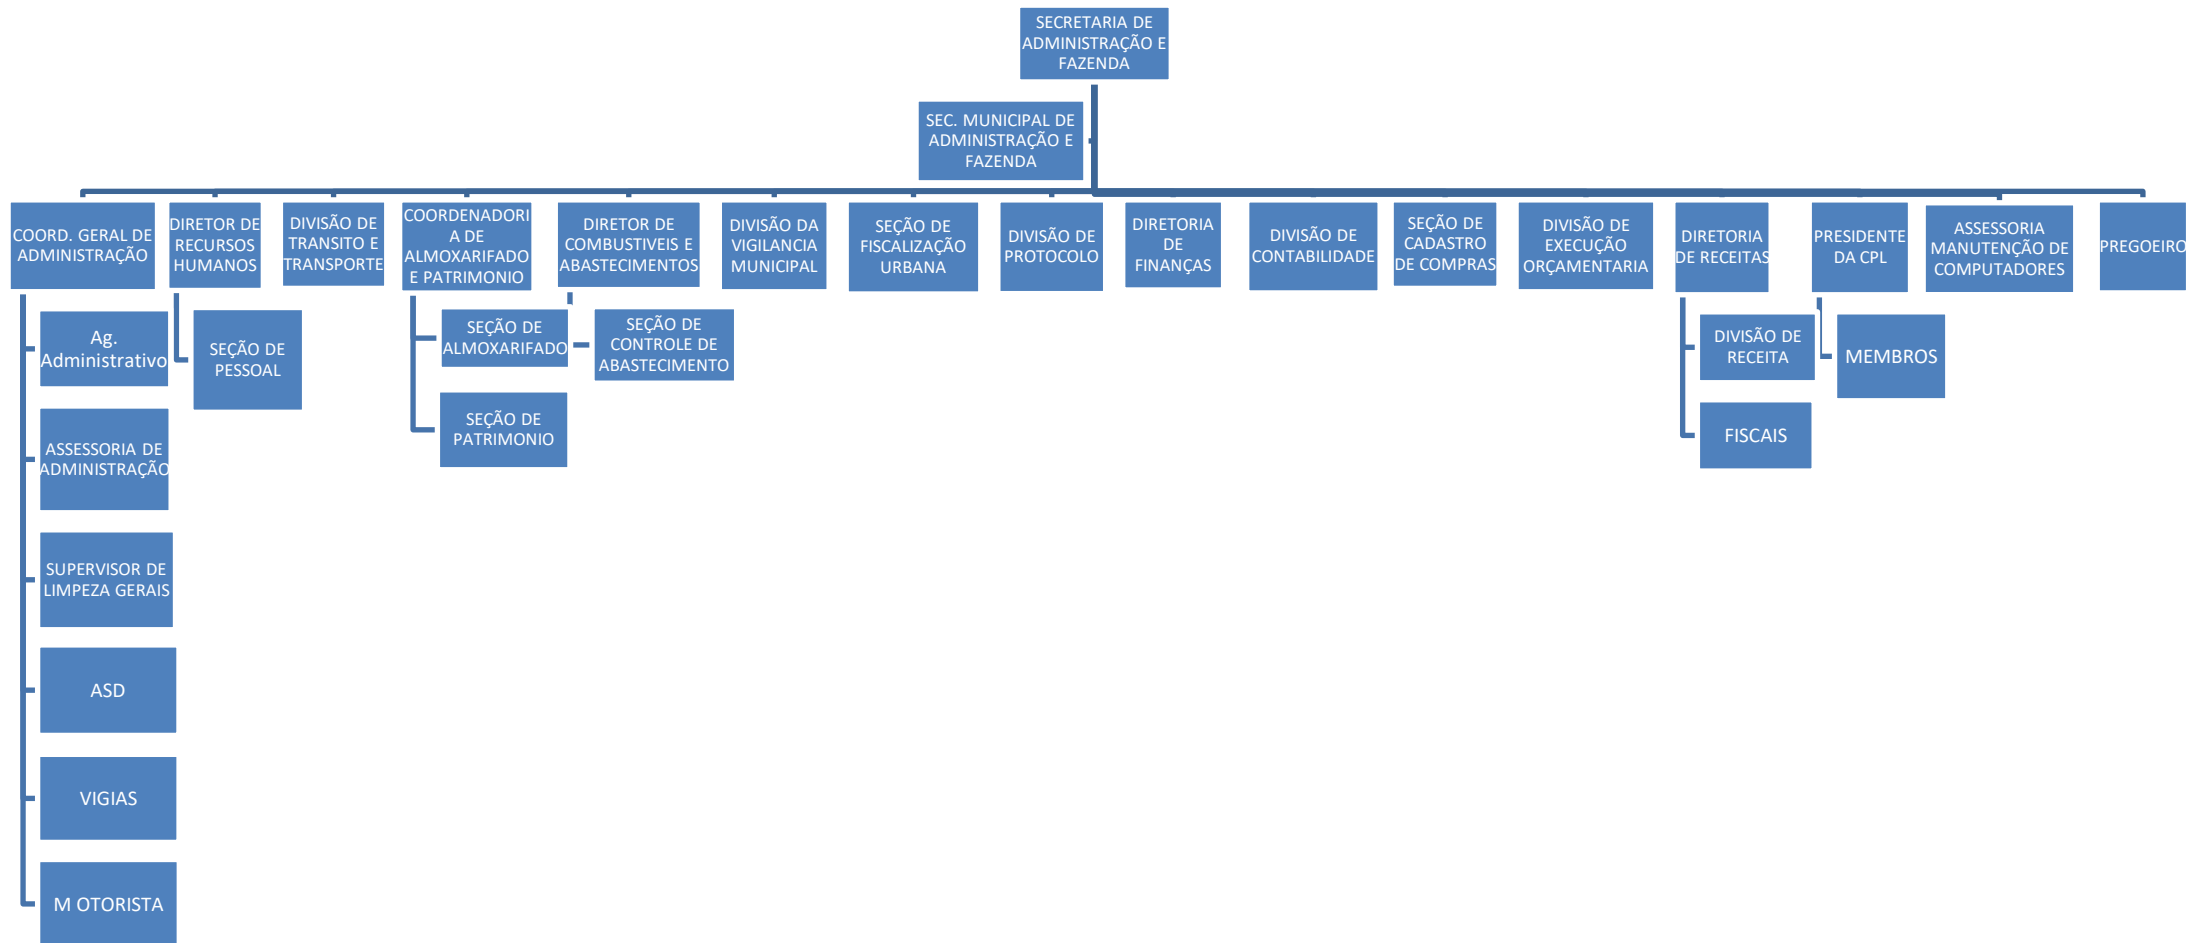 SECRETARIA DE
ADMINISTRAÇÃO E
FAZENDA
SEC. MUNICIPAL DE
ADMINISTRAÇÃO E
FAZENDA
COORD. GERAL DE
ADMINISTRAÇÃO
DIRETOR DE
RECURSOS
HUMANOS
DIVISÃO DE
TRANSITO E
TRANSPORTE
COORDENADORI
A DE
ALMOXARIFADO
E PATRIMONIO
DIRETOR DE
COMBUSTIVEIS E
ABASTECIMENTOS
DIVISÃO DA
VIGILANCIA
MUNICIPAL
SEÇÃO DE
FISCALIZAÇÃO
URBANA
DIVISÃO DE
PROTOCOLO
DIRETORIA
DE
FINANÇAS
DIVISÃO DE
CONTABILIDADE
SEÇÃO DE
CADASTRO
DE COMPRAS
DIVISÃO DE
EXECUÇÃO
ORÇAMENTARIA
DIRETORIA
DE RECEITAS
PRESIDENTE
DA CPL
ASSESSORIA
MANUTENÇÃO DE
COMPUTADORES
PREGOEIRO
Ag.
Administrativo
SEÇÃO DE
PESSOAL
SEÇÃO DE
ALMOXARIFADO
SEÇÃO DE
CONTROLE DE
ABASTECIMENTO
DIVISÃO DE
RECEITA
MEMBROS
ASSESSORIA DE
ADMINISTRAÇÃO
SEÇÃO DE
PATRIMONIO
FISCAIS
SUPERVISOR DE
LIMPEZA GERAIS
ASD
VIGIAS
M OTORISTA